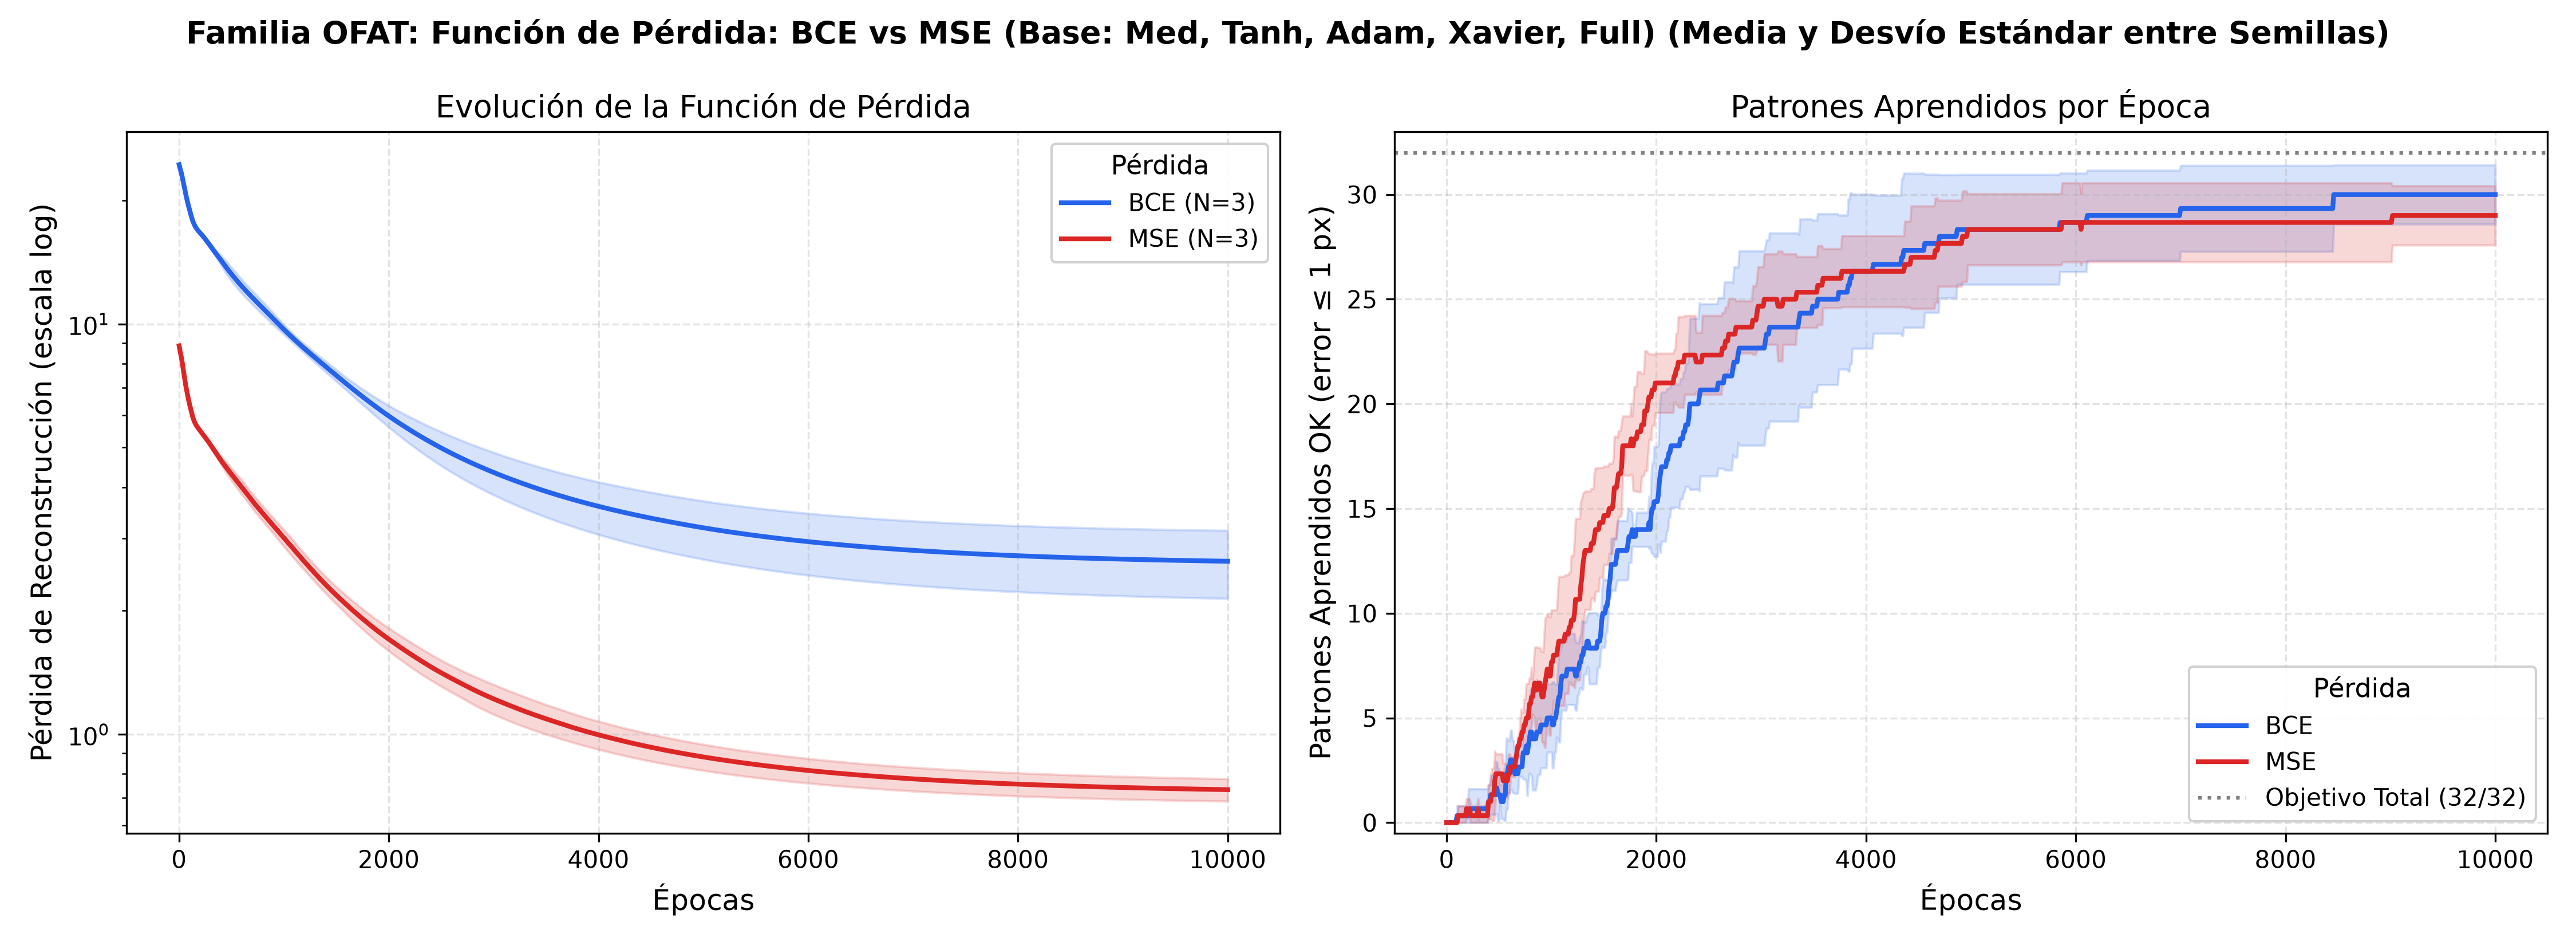 Familia OFAT: Función de Pérdida: BCE vs MSE (Base: Med, Tanh, Adam, Xavier, Full) (Media y Desvío Estándar entre Semillas)
Evolución de la Función de Pérdida
Pérdida de Reconstrucción (escala log)
10¹
10⁰
Pérdida
BCE (N=3)
MSE (N=3)
0 2000 4000 6000 8000 10000
Épocas
Patrones Aprendidos por Época
Patrones Aprendidos OK (error ≤ 1 px)
30
25
20
15
10
5
0
Pérdida
BCE
MSE
Objetivo Total (32/32)
0 2000 4000 6000 8000 10000
Épocas